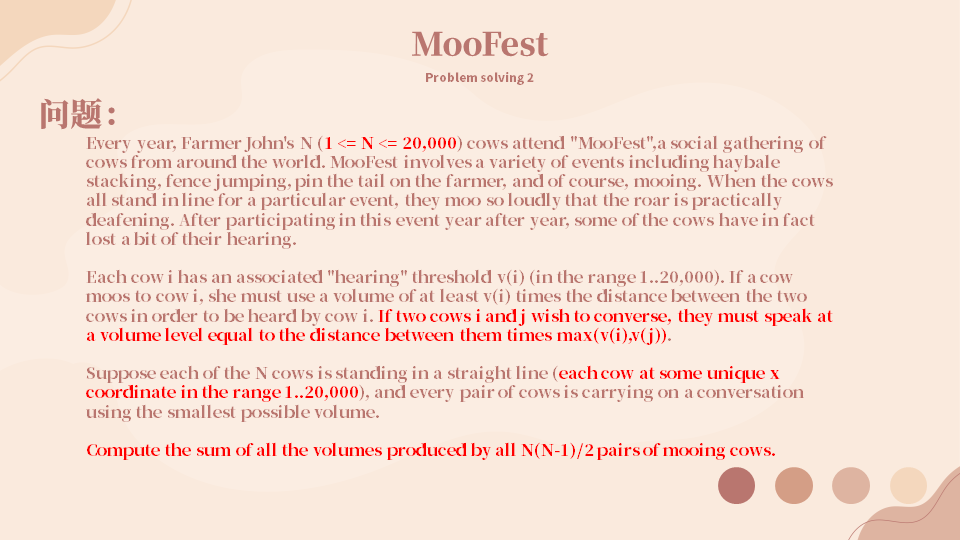 MooFest
Problem solving 2
问题：
Every year, Farmer John's N (1 <= N <= 20,000) cows attend "MooFest",a social gathering of
cows from around the world. MooFest involves a variety of events including haybale
stacking, fence jumping, pin the tail on the farmer, and of course, mooing. When the cows
all stand in line for a particular event, they moo so loudly that the roar is practically
deafening. After participating in this event year after year, some of the cows have in fact
lost a bit of their hearing.
Each cow i has an associated "hearing" threshold v(i) (in the range 1..20,000). If a cow
moos to cow i, she must use a volume of at least v(i) times the distance between the two
cows in order to be heard by cow i. If two cows i and j wish to converse, they must speak at
a volume level equal to the distance between them times max(v(i),v(j)).
Suppose each of the N cows is standing in a straight line (each cow at some unique x
coordinate in the range 1..20,000), and every pair of cows is carrying on a conversation
using the smallest possible volume.
Compute the sum of all the volumes produced by all N(N-1)/2 pairs of mooing cows.